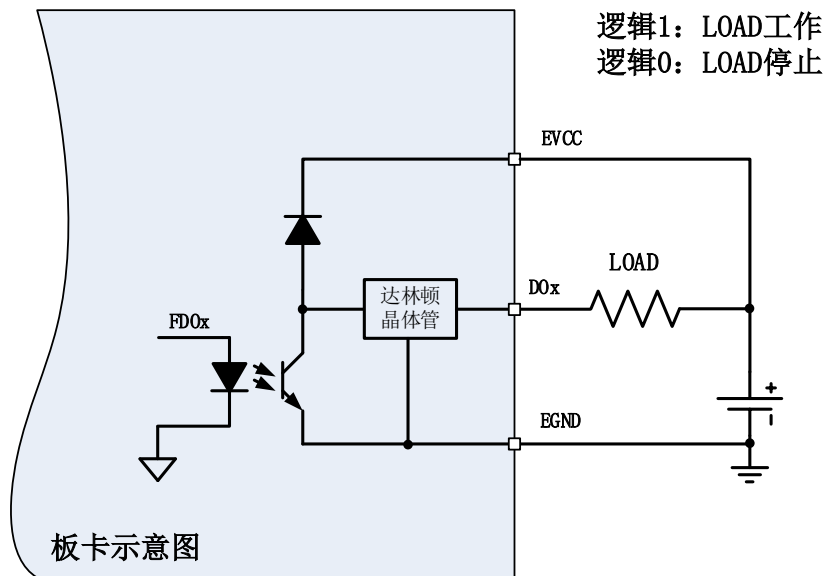 逻辑1: LOAD工作
逻辑0: LOAD停止
EVCC
LOAD
DOx
达林顿
晶体管
FDOx
+
EGND
板卡示意图